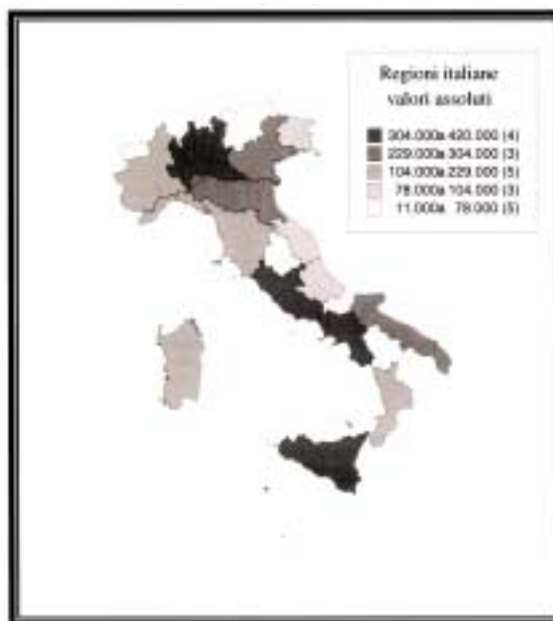 Regioni italiane
valori assoluti
304.000a 420.000 (4)
229.000a 304.000 (3)
104.000a 229.000 (5)
78.000a 104.000 (3)
11.000a 78.000 (5)